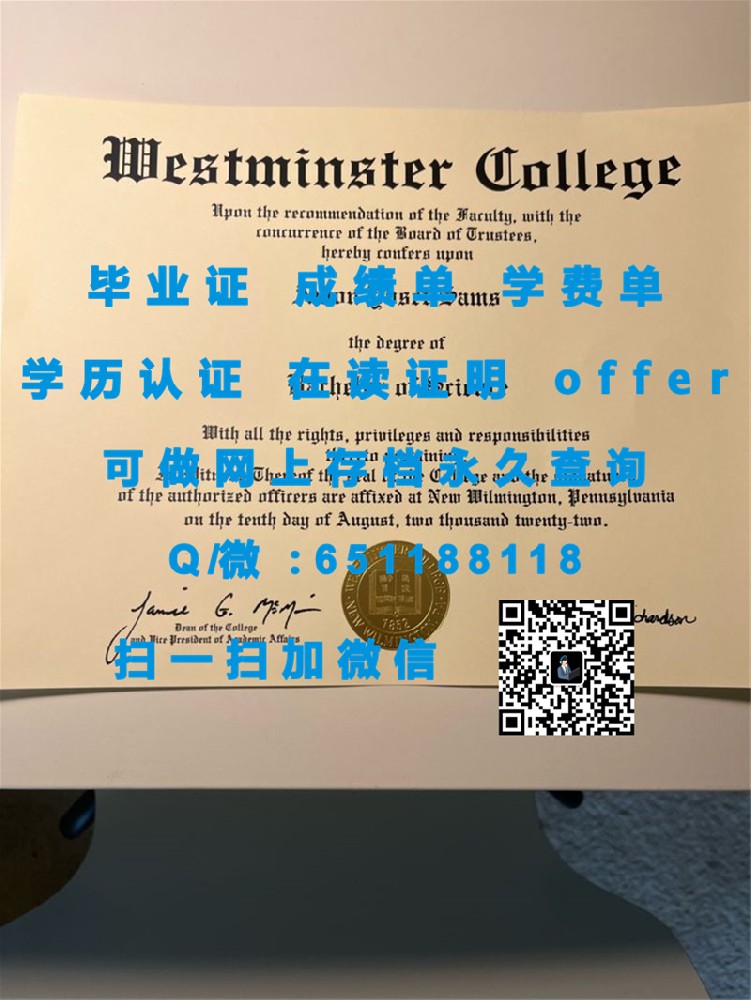 Westminster College
Upon the recommendation of the Faculty, with the
concurrence of the Board of Trustees,
hereby confers upon
毕业证 成绩单 学费单
the degree of
学历认证 在读证明 offer
With all the rights, privileges and responsibilities
可做网上存档永久查询
of the authorized officers are affixed at New Wilmington, Pennsylvania
on the tenth day of August, two thousand twenty-two.
Q/微 :651188118
1852
Dean of the College
and Vice President of Academic Affairs
扫一扫加微信